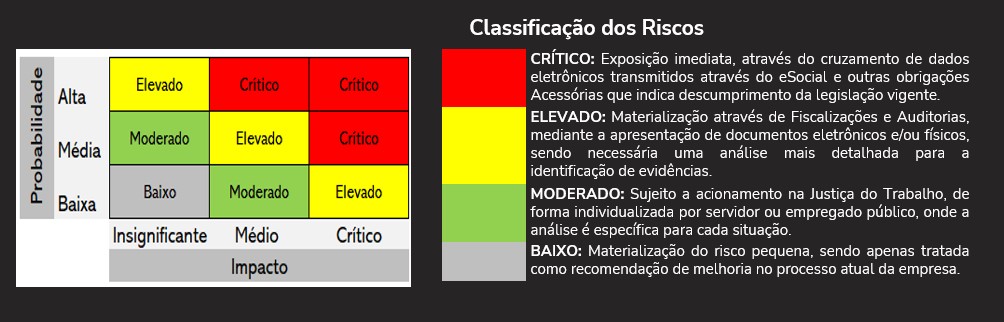 Classificação dos Riscos
Probabilidade
Alta
Elevado
Crítico
Crítico
Média
Moderado
Elevado
Crítico
Baixa
Baixo
Moderado
Elevado
Insignificante
Médio
Crítico
Impacto
CRÍTICO: Exposição imediata, através do cruzamento de dados
eletrônicos transmitidos através do eSocial e outras obrigações
Acessórias que indica descumprimento da legislação vigente.
ELEVADO: Materialização através de Fiscalizações e Auditorias,
mediante a apresentação de documentos eletrônicos e/ou físicos,
sendo necessária uma análise mais detalhada para a
identificação de evidências.
MODERADO: Sujeito a acionamento na Justiça do Trabalho, de
forma individualizada por servidor ou empregado público, onde a
análise é específica para cada situação.
BAIXO: Materialização do risco pequena, sendo apenas tratada
como recomendação de melhoria no processo atual da empresa.